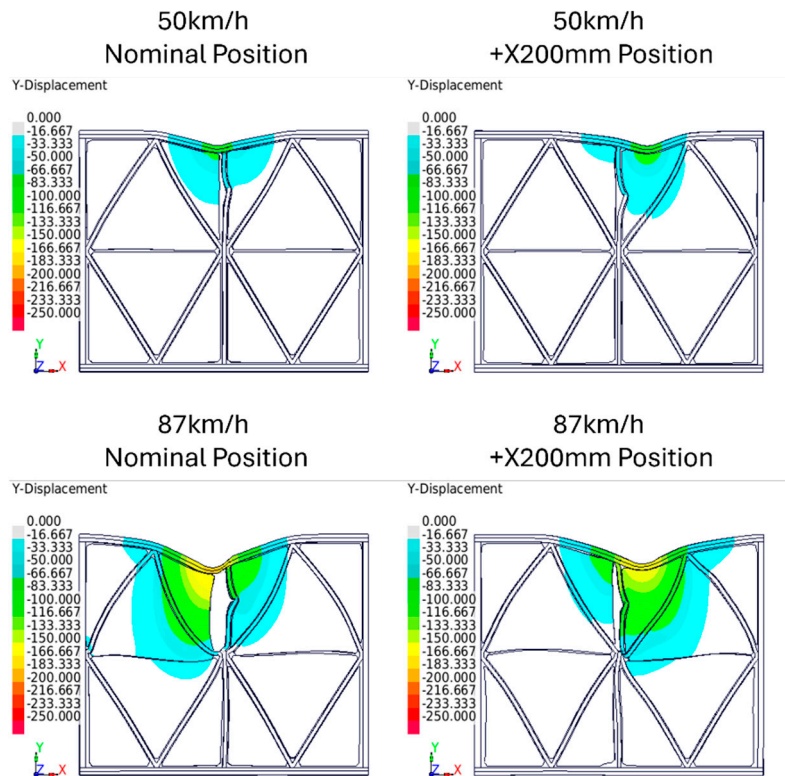 50km/h
Nominal Position
50km/h
+X200mm Position
Y-Displacement
0.000
-16.667
-33.333
-50.000
-66.667
-83.333
-100.000
-116.667
-133.333
-150.000
-166.667
-183.333
-200.000
-216.667
-233.333
-250.000
Y
Z
X
Y-Displacement
0.000
-16.667
-33.333
-50.000
-66.667
-83.333
-100.000
-116.667
-133.333
-150.000
-166.667
-183.333
-200.000
-216.667
-233.333
-250.000
Y
Z
X
87km/h
Nominal Position
87km/h
+X200mm Position
Y-Displacement
0.000
-16.667
-33.333
-50.000
-66.667
-83.333
-100.000
-116.667
-133.333
-150.000
-166.667
-183.333
-200.000
-216.667
-233.333
-250.000
Y
Z
X
Y-Displacement
0.000
-16.667
-33.333
-50.000
-66.667
-83.333
-100.000
-116.667
-133.333
-150.000
-166.667
-183.333
-200.000
-216.667
-233.333
-250.000
Y
Z
X